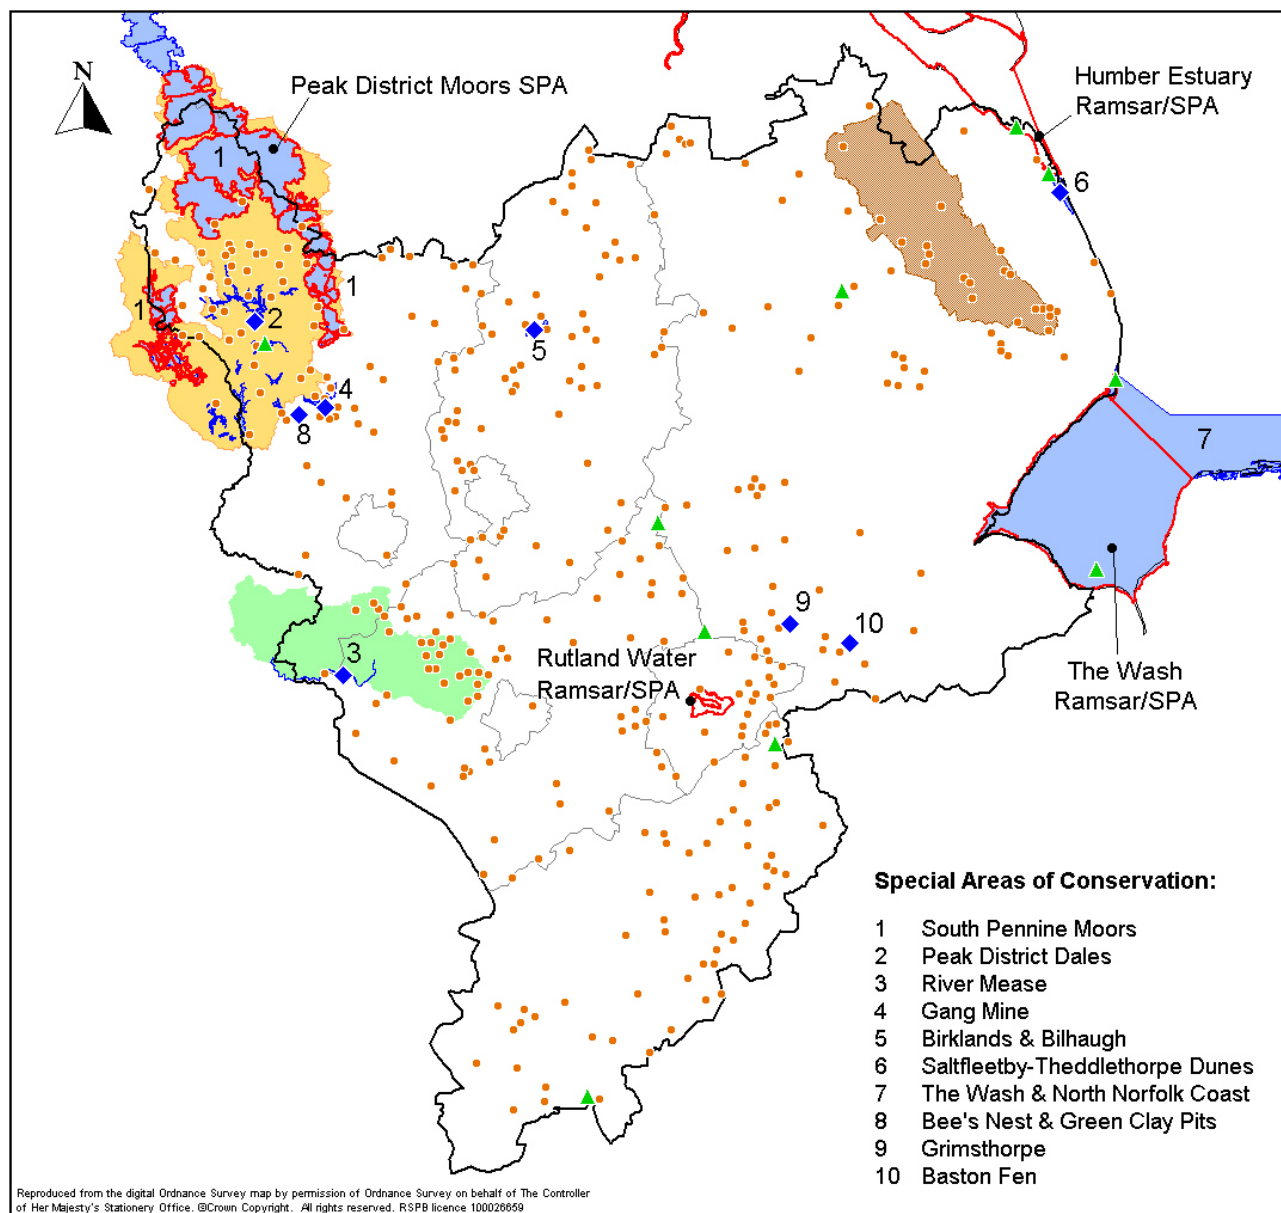 N
Peak District Moors SPA
Humber Estuary
Ramsar/SPA
1
6
1
1
2
5
4
8
7
9
10
3
Rutland Water
Ramsar/SPA
The Wash
Ramsar/SPA
Special Areas of Conservation:
1 South Pennine Moors
2 Peak District Dales
3 River Mease
4 Gang Mine
5 Birklands & Bilhaugh
6 Saltfleetby-Theddlethorpe Dunes
7 The Wash & North Norfolk Coast
8 Bee's Nest & Green Clay Pits
9 Grimsthorpe
10 Baston Fen
Reproduced from the digital Ordnance Survey map by permission of Ordnance Survey on behalf of The Controller
of Her Majesty's Stationery Office. ©Crown Copyright. All rights reserved. RSPB licence 100026659